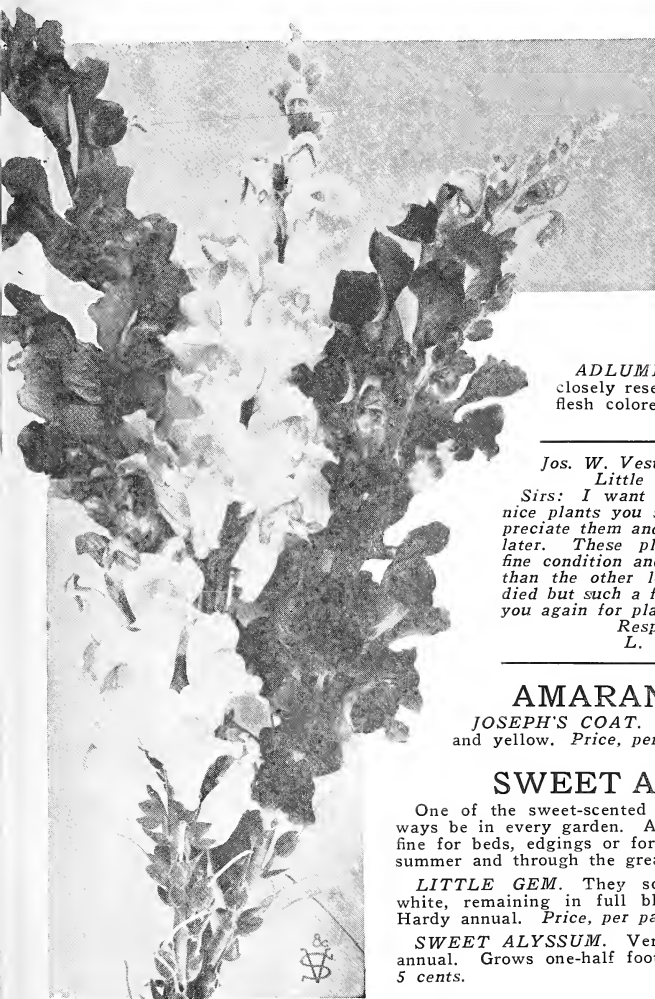 ADLUMI
closely rese
flesh colore
Jos. W. Vest
Little
Sirs: I want
nice plants you
preciate them and
later. These pl
fine condition and
than the other l
died but such a f
you again for pla
Resp
L.
AMARAN
JOSEPH'S COAT.
and yellow. Price, per
SWEET A
One of the sweet-scented
ways be in every garden. A
fine for beds, edgings or for
summer and through the grea
LITTLE GEM. They so
white, remaining in full bl
Hardy annual. Price, per pa
SWEET ALYSSUM. Ver
annual. Grows one-half foot
5 cents.